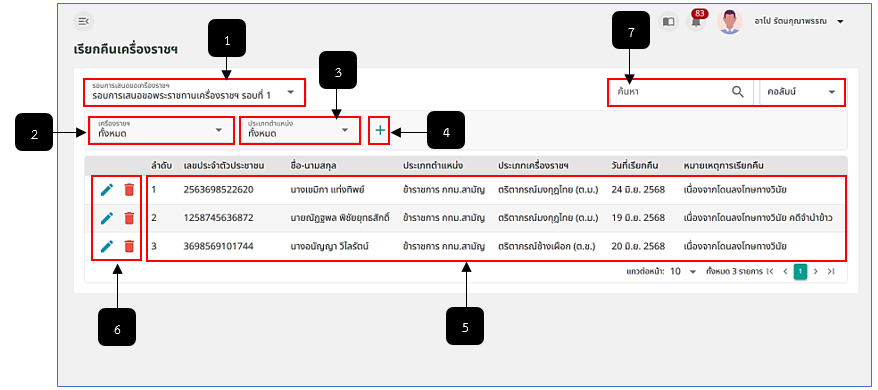 83
อาโป รัตนกุณาพรรณ
เรียกคืนเครื่องราชฯ
1
7
3
รอบการเสนอขอเครื่องราชฯ
รอบการเสนอขอพระราชทานเครื่องราชฯ รอบที่ 1
ค้นหา
คอลัมน์
2
เครื่องราชฯ
ทั้งหมด
ประเภทตำแหน่ง
ทั้งหมด
+
4
ลำดับ เลขประจำตัวประชาชน ชื่อ-นามสกุล ประเภทตำแหน่ง ประเภทเครื่องราชฯ วันที่เรียกคืน หมายเหตุการเรียกคืน
1 2563698522620 นางเขมิกา แก่งทิพย์ ข้าราชการ กทม.สามัญ ตริตาภรณ์มงกุฎไทย (ต.ม.) 24 มิ.ย. 2568 เนื่องจากโดนลงโทษทางวินัย
2 1258745636872 นายณัฏฐพล พิชัยยุทธสักดิ์ ข้าราชการ กทม.สามัญ ตริตาภรณ์มงกุฎไทย (ต.ม.) 19 มิ.ย. 2568 เนื่องจากโดนลงโทษทางวินัย คดีจำนำข้าว
3 3698569101744 นางอนัญญา วิไลรัตน์ ข้าราชการ กทม.สามัญ ตริตาภรณ์ช้างเผือก (ต.ช.) 20 มิ.ย. 2568 เนื่องจากโดนลงโทษทางวินัย
แถวต่อหน้า: 10 ทั้งหมด 3 รายการ 1
6
5